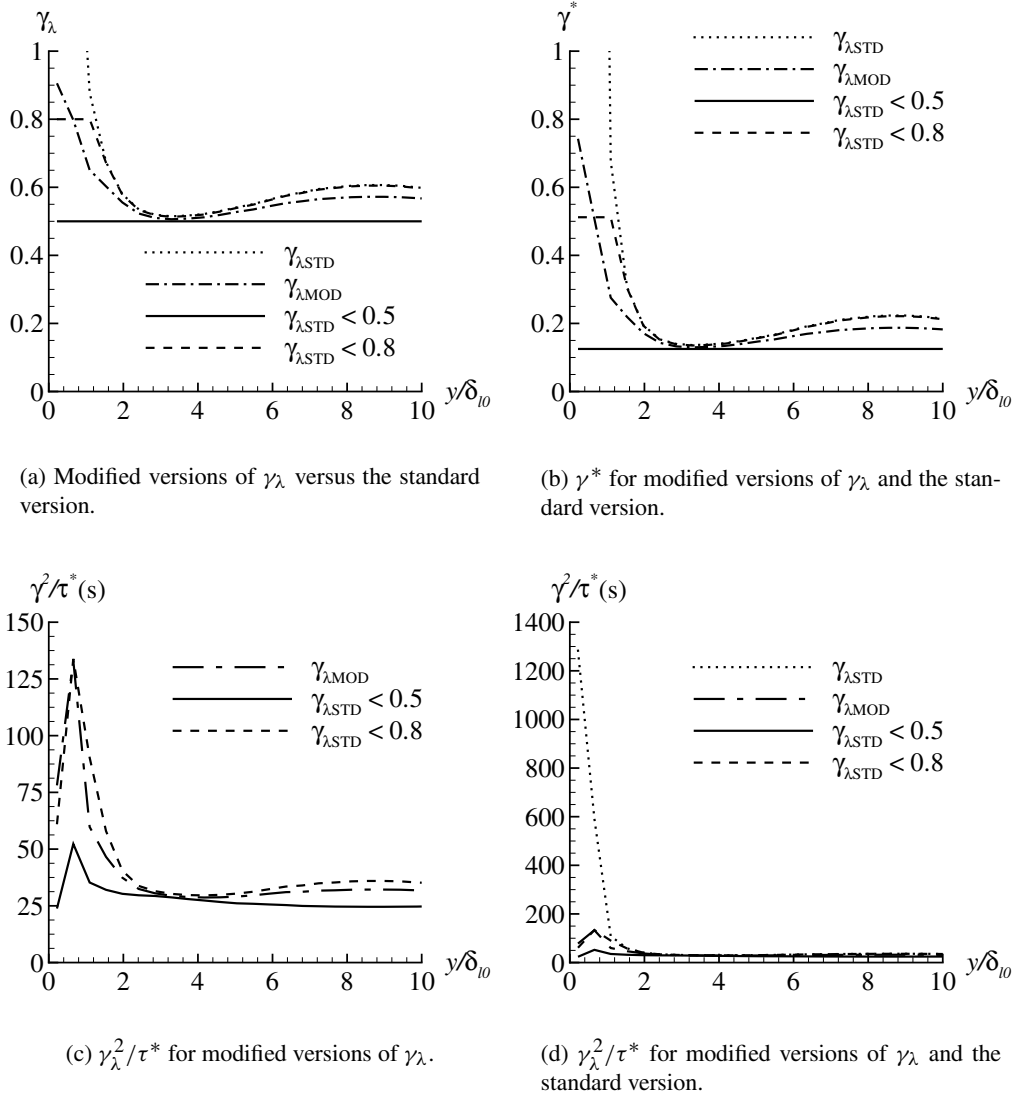 γλ
1
0.8
0.6
0.4
0.2
0
0 2 4 6 8 10 y/δl0
γλSTD
γλMOD
γλSTD < 0.5
γλSTD < 0.8
(a) Modified versions of γλ versus the standard
version.
γ*
1
0.8
0.6
0.4
0.2
0
0 2 4 6 8 10 y/δl0
γλSTD
γλMOD
γλSTD < 0.5
γλSTD < 0.8
(b) γ* for modified versions of γλ and the stan-
dard version.
γ²/τ*(s)
150
125
100
75
50
25
0
0 2 4 6 8 10 y/δl0
γλMOD
γλSTD < 0.5
γλSTD < 0.8
(c) γλ²/τ* for modified versions of γλ.
γ²/τ*(s)
1400
1200
1000
800
600
400
200
0
0 2 4 6 8 10 y/δl0
γλSTD
γλMOD
γλSTD < 0.5
γλSTD < 0.8
(d) γλ²/τ* for modified versions of γλ and the
standard version.